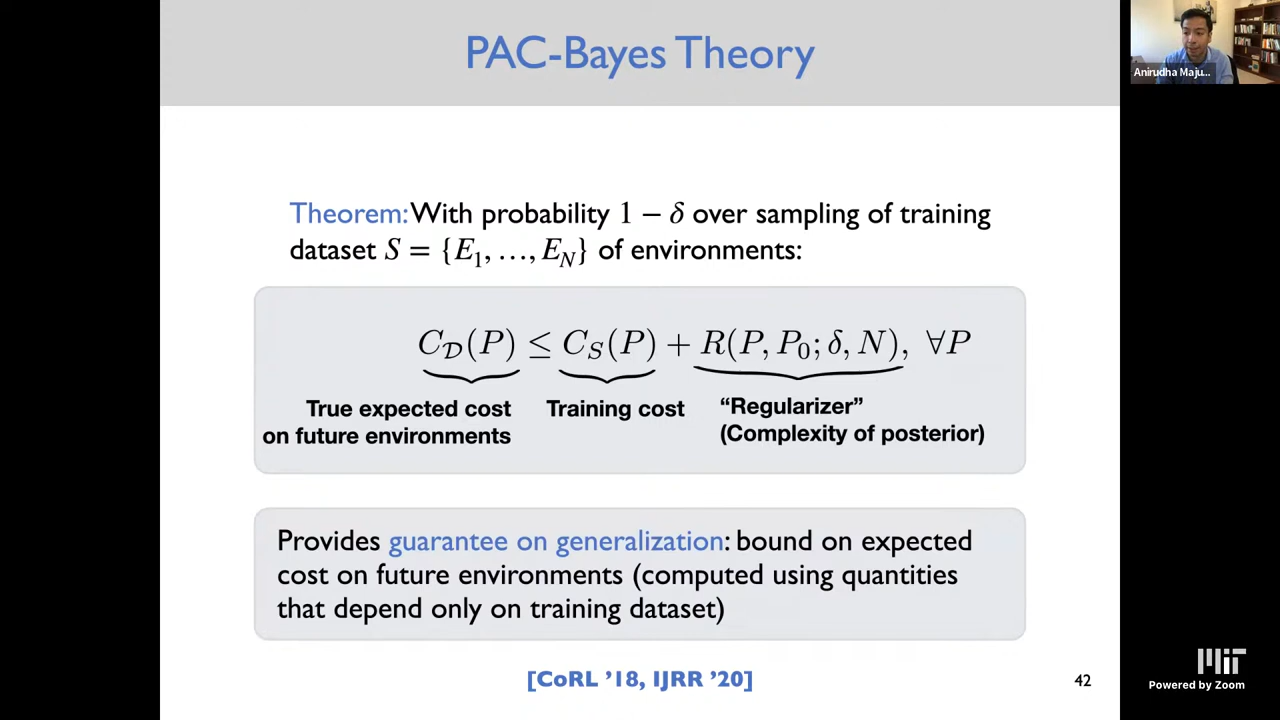 PAC-Bayes Theory
Anirudha Maju...
Theorem: With probability 1 − δ over sampling of training
dataset S = {E₁, …, E_N} of environments:
C_𝒟(P) ≤ C_S(P) + R(P, P₀; δ, N), ∀P
True expected cost
on future environments
Training cost
“Regularizer”
(Complexity of posterior)
Provides guarantee on generalization: bound on expected
cost on future environments (computed using quantities
that depend only on training dataset)
[CoRL ’18, IJRR ’20]
42
MIT
Powered by Zoom